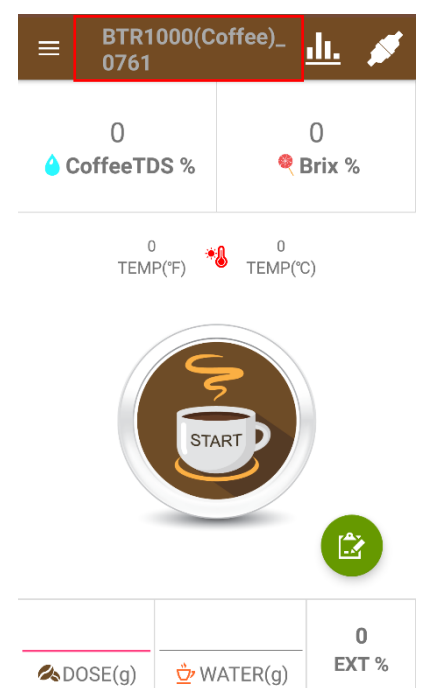 BTR1000(Coffee)_
0761
0
CoffeeTDS %
0
Brix %
0
TEMP(°F)
0
TEMP(°C)
START
DOSE(g)
WATER(g)
0
EXT %